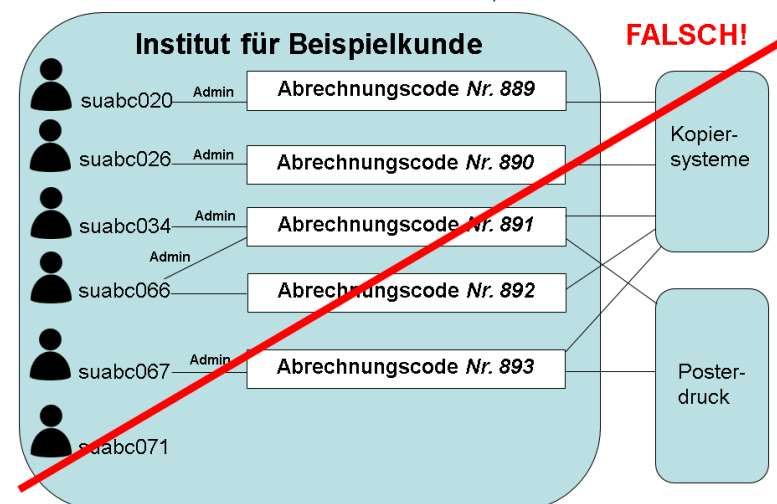 Institut für Beispielkunde
FALSCH!
suabc020
Admin
Abrechnungscode Nr. 889
suabc026
Admin
Abrechnungscode Nr. 890
Kopier-
systeme
suabc034
Admin
Abrechnungscode Nr. 891
Admin
suabc066
Abrechnungscode Nr. 892
suabc067
Admin
Abrechnungscode Nr. 893
Poster-
druck
suabc071